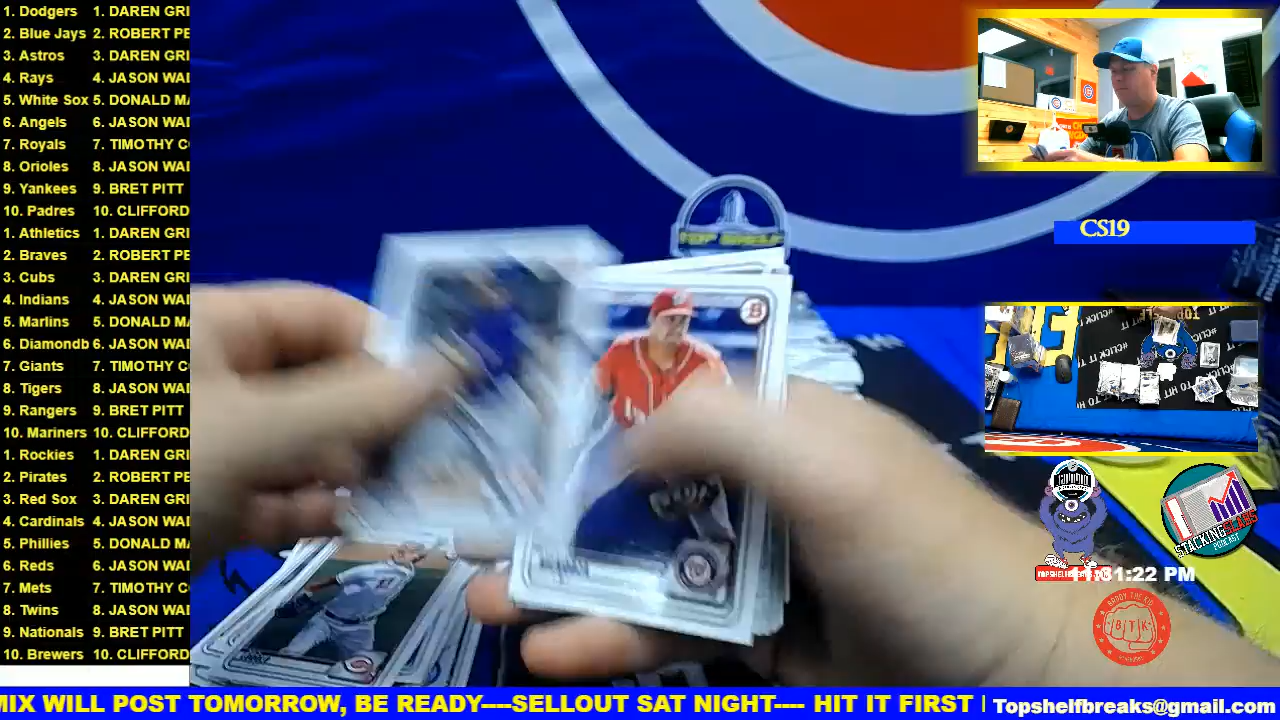 1. Dodgers 1. DAREN GRI
2. Blue Jays 2. ROBERT PE
3. Astros 3. DAREN GRI
4. Rays 4. JASON WAI
5. White Sox 5. DONALD MA
6. Angels 6. JASON WAI
7. Royals 7. TIMOTHY C
8. Orioles 8. JASON WAI
9. Yankees 9. BRET PITT
10. Padres 10. CLIFFORD
1. Athletics 1. DAREN GRI
2. Braves 2. ROBERT PE
3. Cubs 3. DAREN GRI
4. Indians 4. JASON WAI
5. Marlins 5. DONALD MA
6. Diamondb 6. JASON WAI
7. Giants 7. TIMOTHY C
8. Tigers 8. JASON WAI
9. Rangers 9. BRET PITT
10. Mariners 10. CLIFFORD
1. Rockies 1. DAREN GRI
2. Pirates 2. ROBERT PE
3. Red Sox 3. DAREN GRI
4. Cardinals 4. JASON WAI
5. Phillies 5. DONALD MA
6. Reds 6. JASON WAI
7. Mets 7. TIMOTHY C
8. Twins 8. JASON WAI
9. Nationals 9. BRET PITT
10. Brewers 10. CLIFFORD
TOP SHELF
CS19
STACKING SLABS
PODCAST
1:22 PM
BTK
MIX WILL POST TOMORROW, BE READY----SELLOUT SAT NIGHT---- HIT IT FIRST
Topshelfbreaks@gmail.com